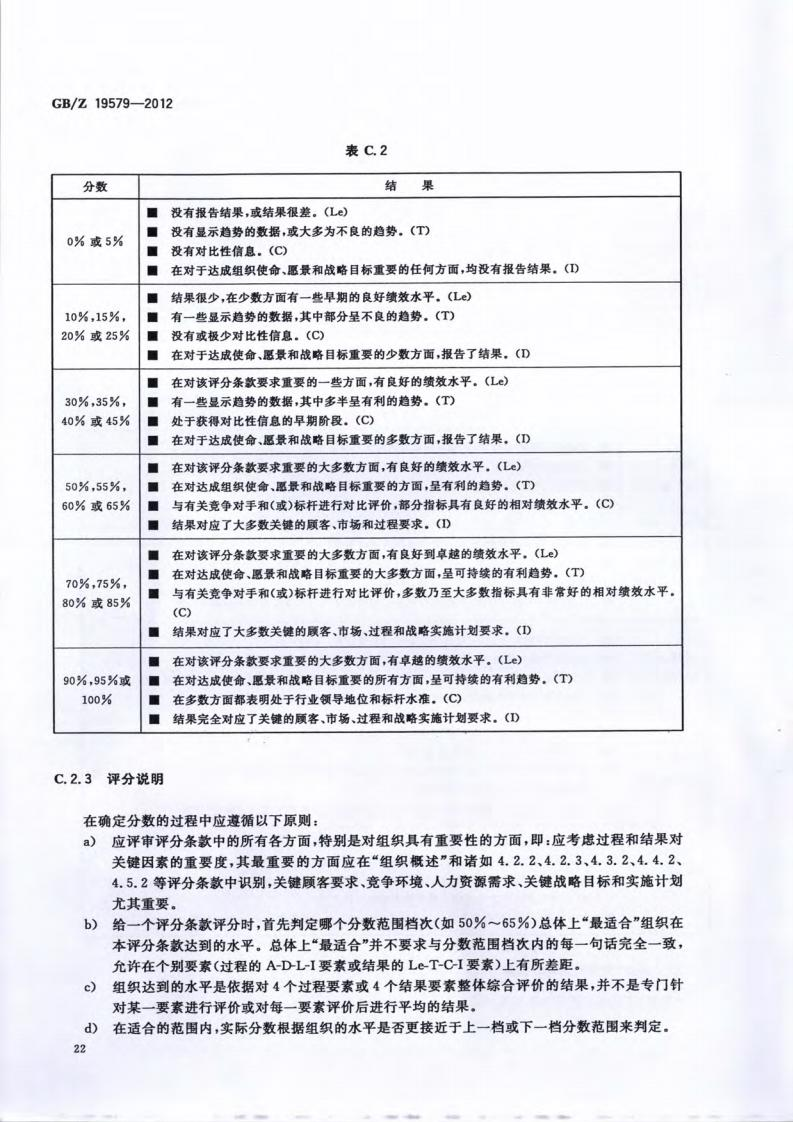 GB/Z 19579—2012
表 C.2
分数
结 果
0% 或 5%
■ 没有报告结果,或结果很差。(Le)
■ 没有显示趋势的数据,或大多为不良的趋势。(T)
■ 没有对比性信息。(C)
■ 在对于达成组织使命、愿景和战略目标重要的任何方面,均没有报告结果。(I)
10%,15%,
20% 或 25%
■ 结果很少,在少数方面有一些早期的良好绩效水平。(Le)
■ 有一些显示趋势的数据,其中部分呈不良的趋势。(T)
■ 没有或极少对比性信息。(C)
■ 在对于达成使命、愿景和战略目标重要的少数方面,报告了结果。(I)
30%,35%,
40% 或 45%
■ 在对该评分条款要求重要的一些方面,有良好的绩效水平。(Le)
■ 有一些显示趋势的数据,其中多半呈有利的趋势。(T)
■ 处于获得对比性信息的早期阶段。(C)
■ 在对于达成使命、愿景和战略目标重要的多数方面,报告了结果。(I)
50%,55%,
60% 或 65%
■ 在对该评分条款要求重要的大多数方面,有良好的绩效水平。(Le)
■ 在对达成组织使命、愿景和战略目标重要的方面,呈有利的趋势。(T)
■ 与有关竞争对手和(或)标杆进行对比评价,部分指标具有良好的相对绩效水平。(C)
■ 结果对应了大多数关键的顾客、市场和过程要求。(I)
70%,75%,
80% 或 85%
■ 在对该评分条款要求重要的大多数方面,有良好到卓越的绩效水平。(Le)
■ 在对达成使命、愿景和战略目标重要的大多数方面,呈可持续的有利趋势。(T)
■ 与有关竞争对手和(或)标杆进行对比评价,多数乃至大多数指标具有非常好的相对绩效水平。
(C)
■ 结果对应了大多数关键的顾客、市场、过程和战略实施计划要求。(I)
90%,95%或
100%
■ 在对该评分条款要求重要的大多数方面,有卓越的绩效水平。(Le)
■ 在对达成使命、愿景和战略目标重要的所有方面,呈可持续的有利趋势。(T)
■ 在多数方面都表明处于行业领导地位和标杆水准。(C)
■ 结果完全对应了关键的顾客、市场、过程和战略实施计划要求。(I)
C.2.3 评分说明
在确定分数的过程中应遵循以下原则:
a) 应评审评分条款中的所有各方面,特别是对组织具有重要性的方面,即:应考虑过程和结果对
关键因素的重要度,其最重要的方面应在“组织概述”和诸如 4.2.2、4.2.3、4.3.2、4.4.2、
4.5.2 等评分条款中识别,关键顾客要求、竞争环境、人力资源需求、关键战略目标和实施计划
尤其重要。
b) 给一个评分条款评分时,首先判定哪个分数范围档次(如 50%~65%)总体上“最适合”组织在
本评分条款达到的水平。总体上“最适合”并不要求与分数范围档次内的每一句话完全一致,
允许在个别要素(过程的 A-D-L-I 要素或结果的 Le-T-C-I 要素)上有所差距。
c) 组织达到的水平是依据对 4 个过程要素或 4 个结果要素整体综合评价的结果,并不是专门针
对某一要素进行评价或对每一要素评价后进行平均的结果。
d) 在适合的范围内,实际分数根据组织的水平是否更接近于上一档或下一档分数范围来判定。
22